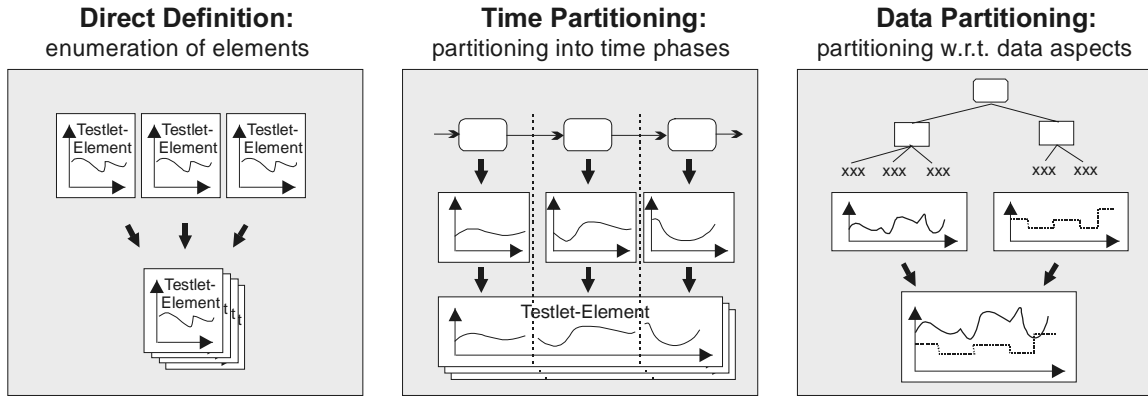 Direct Definition:
enumeration of elements
Testlet-
Element
Testlet-
Element
Testlet-
Element
Testlet-
Element
t
t
t
Time Partitioning:
partitioning into time phases
Testlet-Element
Data Partitioning:
partitioning w.r.t. data aspects
xxx xxx xxx
xxx xxx